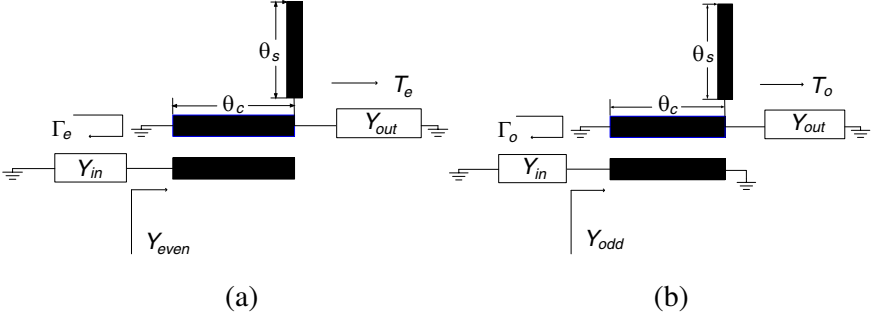 θs
Te
θc
Γe
Yout
Yin
Yeven
(a)
θs
To
θc
Γo
Yout
Yin
Yodd
(b)